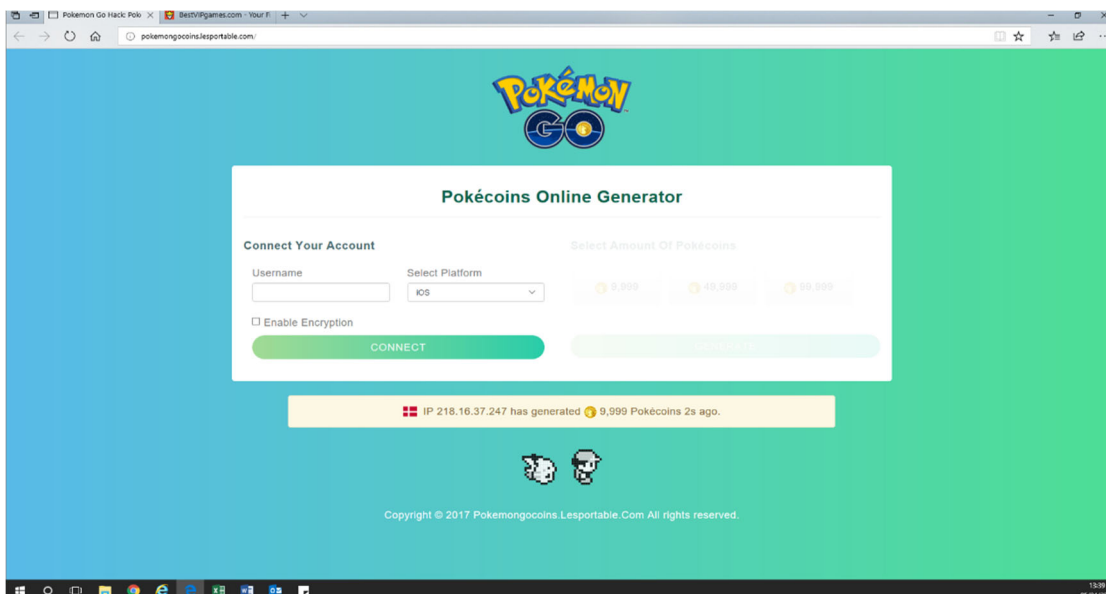 Pokemon Go Hack: Poke
BestVIPgames.com - Your F
pokemongocoins.lesportable.com/
POKÉMON
GO
Pokécoins Online Generator
Connect Your Account
Select Amount Of Pokécoins
Username
Select Platform
iOS
9,999
49,999
99,999
Enable Encryption
CONNECT
IP 218.16.37.247 has generated 9,999 Pokécoins 2s ago.
Copyright © 2017 Pokemongocoins.Lesportable.Com All rights reserved.
13:39